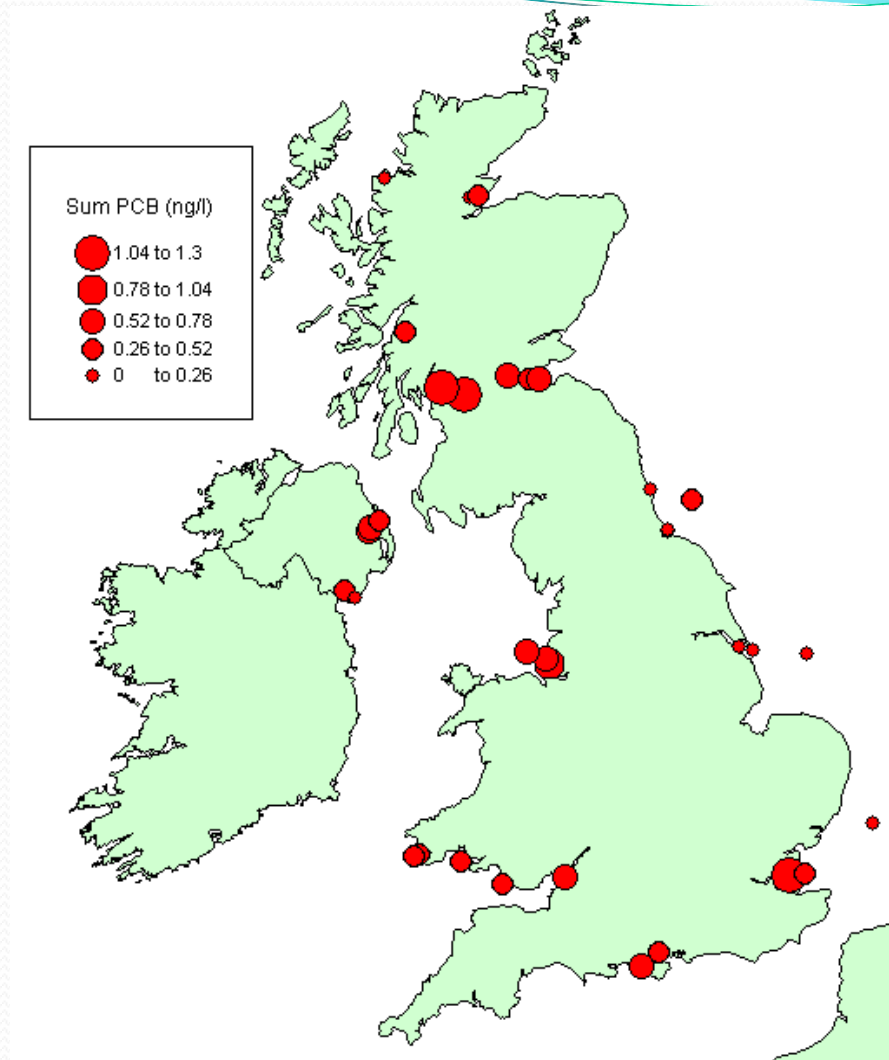 Sum PCB (ng/l)
1.04 to 1.3
0.78 to 1.04
0.52 to 0.78
0.26 to 0.52
0 to 0.26